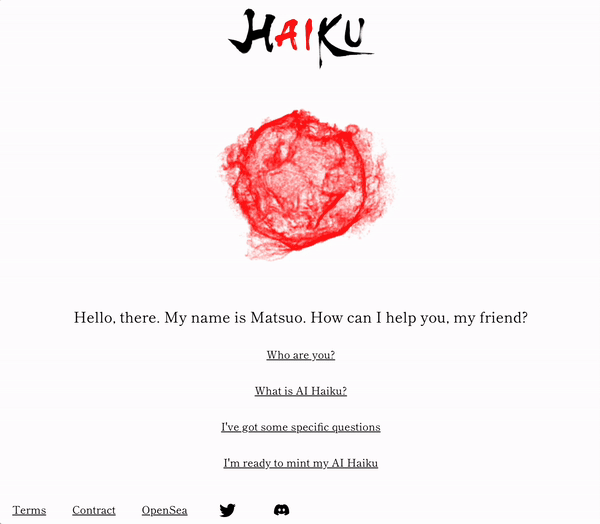 HAIKU
Hello, there. My name is Matsuo. How can I help you, my friend?
Who are you?
What is AI Haiku?
I've got some specific questions
I'm ready to mint my AI Haiku
Terms Contract OpenSea